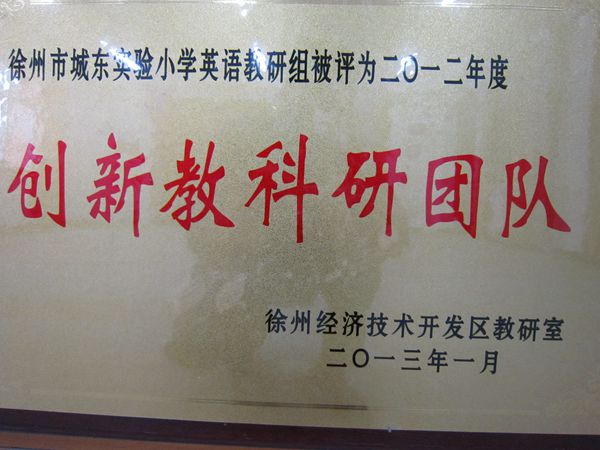 徐州市城东实验小学英语教研组被评为二〇一二年度
创新教科研团队
徐州经济技术开发区教研室
二〇一三年一月